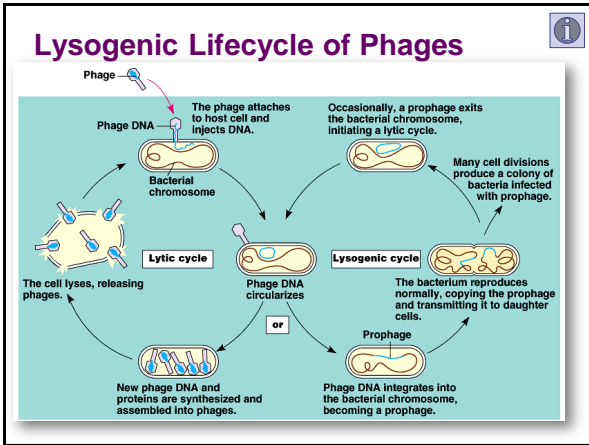 Lysogenic Lifecycle of Phages
Phage
The phage attaches
to host cell and
injects DNA.
Phage DNA
Bacterial
chromosome
Occasionally, a prophage exits
the bacterial chromosome,
initiating a lytic cycle.
Many cell divisions
produce a colony of
bacteria infected
with prophage.
Lytic cycle
Lysogenic cycle
The cell lyses, releasing
phages.
Phage DNA
circularizes
The bacterium reproduces
normally, copying the prophage
and transmitting it to daughter
cells.
or
Prophage
New phage DNA and
proteins are synthesized and
assembled into phages.
Phage DNA integrates into
the bacterial chromosome,
becoming a prophage.